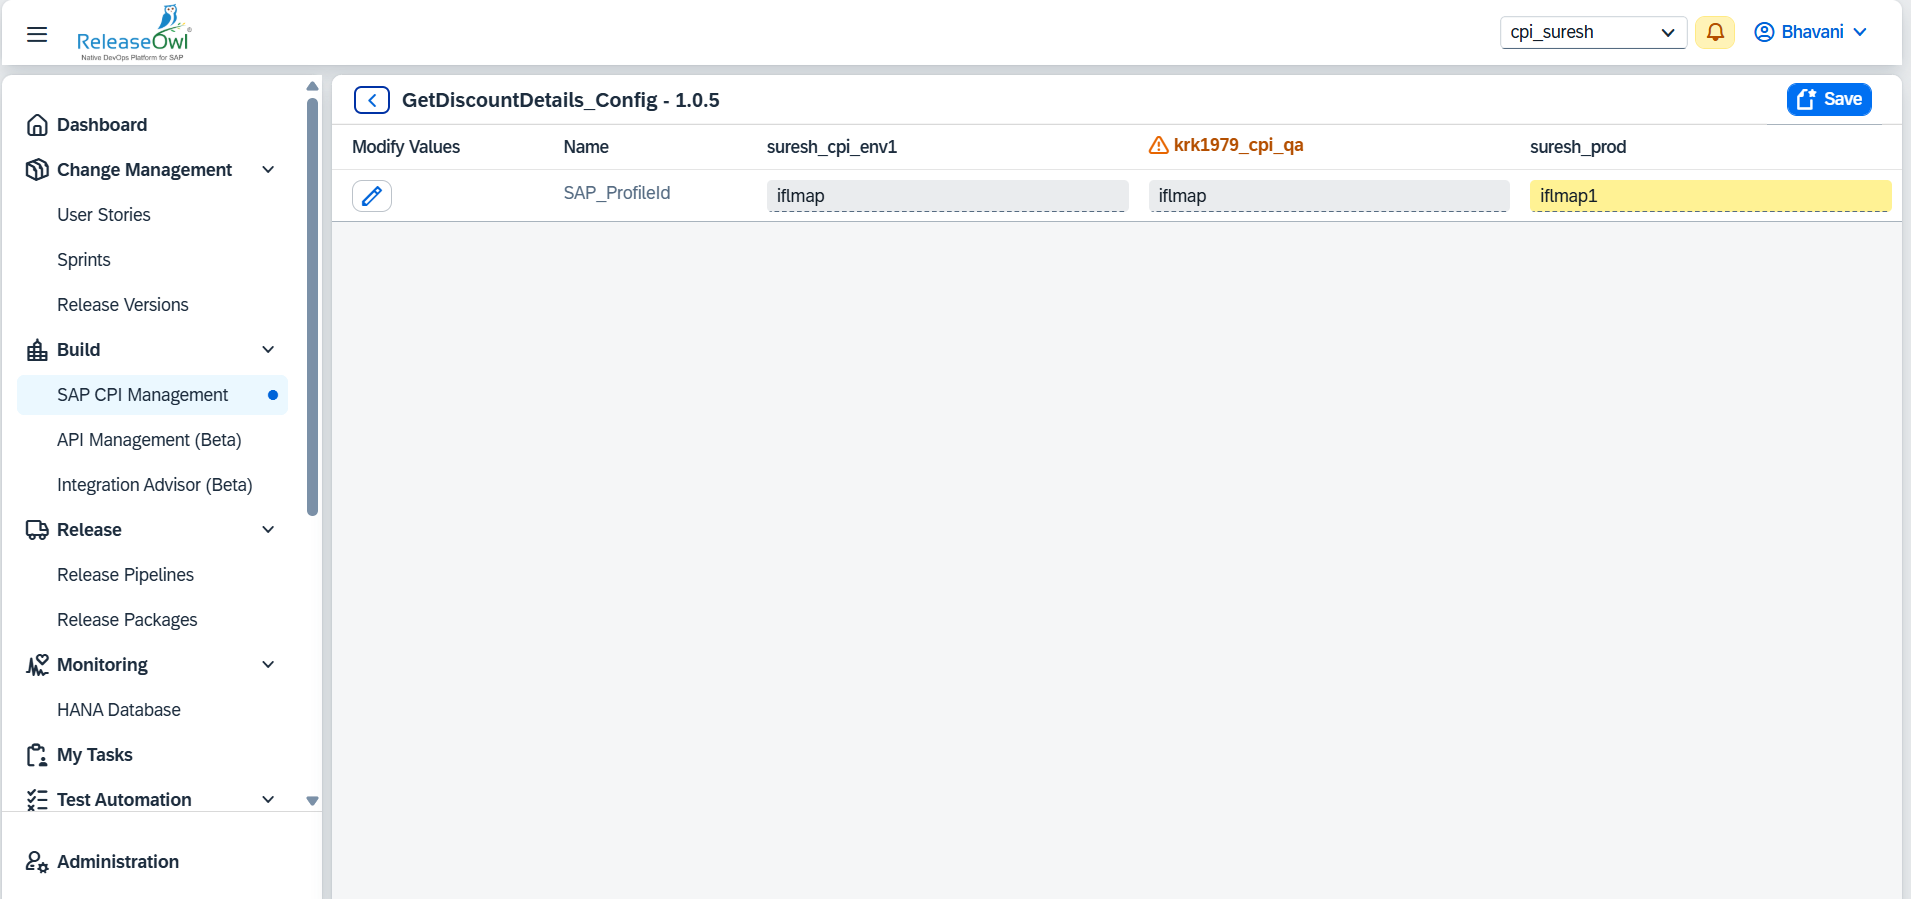 ReleaseOwl®
Native DevOps Platform for SAP
cpi_suresh
Bhavani
Dashboard
Change Management
User Stories
Sprints
Release Versions
Build
SAP CPI Management
API Management (Beta)
Integration Advisor (Beta)
Release
Release Pipelines
Release Packages
Monitoring
HANA Database
My Tasks
Test Automation
Administration
GetDiscountDetails_Config - 1.0.5
Save
Modify Values Name suresh_cpi_env1 krk1979_cpi_qa suresh_prod
SAP_ProfileId iflmap iflmap iflmap1